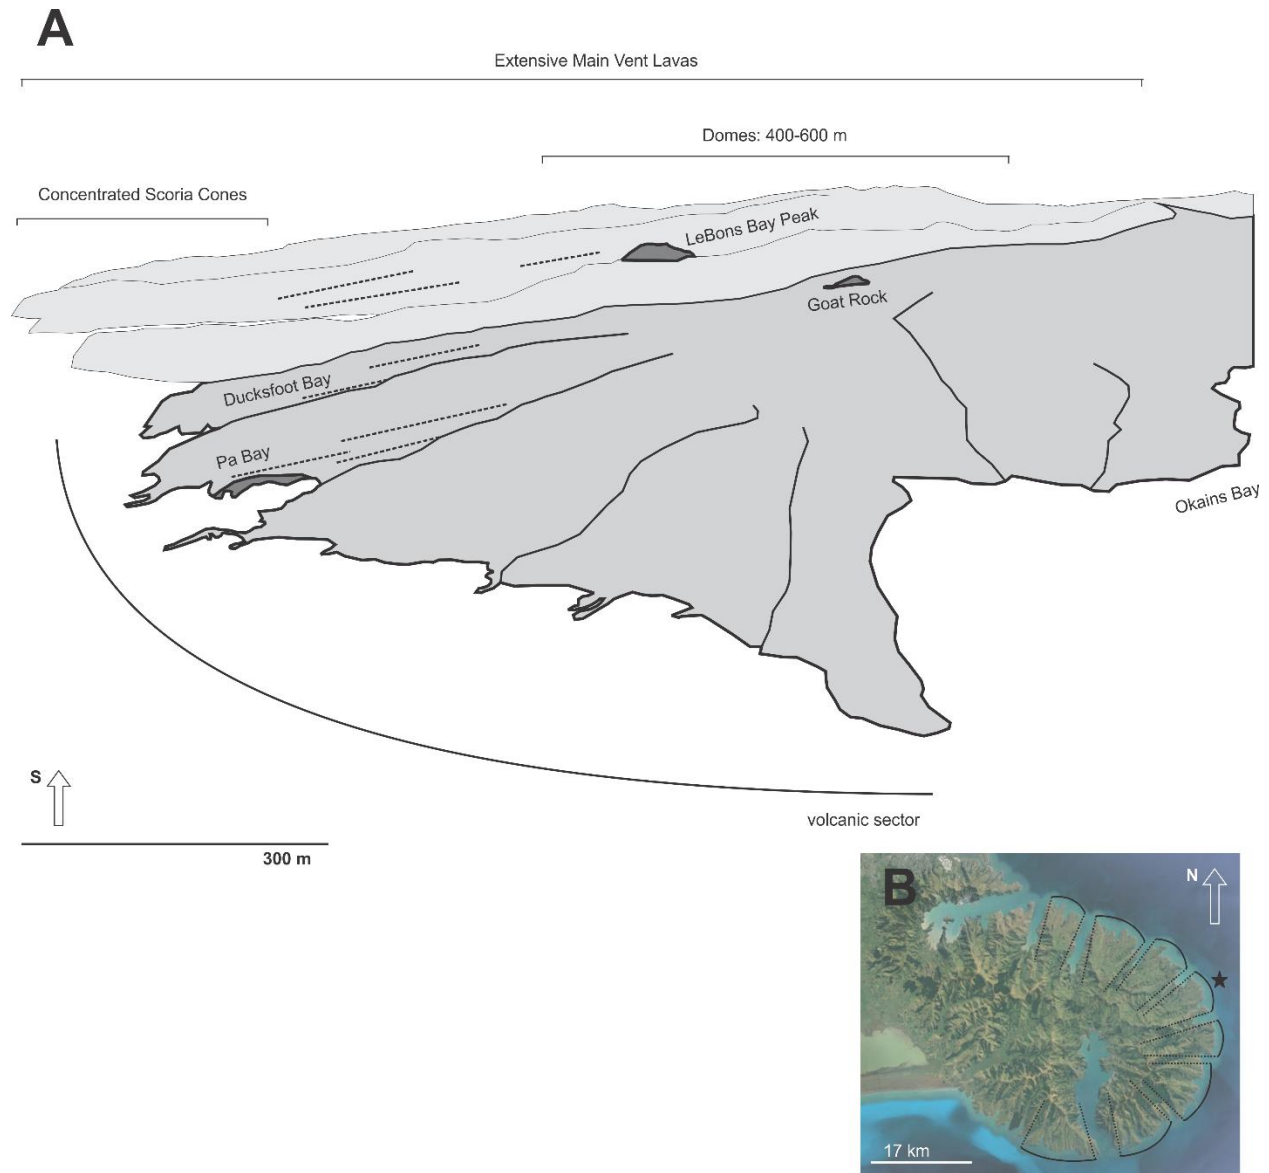 A
Extensive Main Vent Lavas
Domes: 400-600 m
Concentrated Scoria Cones
LeBons Bay Peak
Goat Rock
Ducksfoot Bay
Pa Bay
Okains Bay
S
volcanic sector
300 m
B
N
17 km